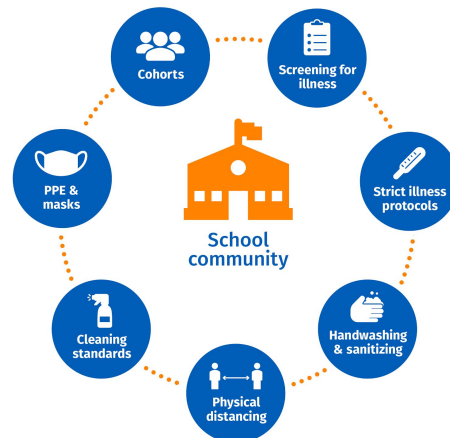 Cohorts
Screening for
illness
PPE &
masks
Strict illness
protocols
School
community
Cleaning
standards
Handwashing
& sanitizing
Physical
distancing